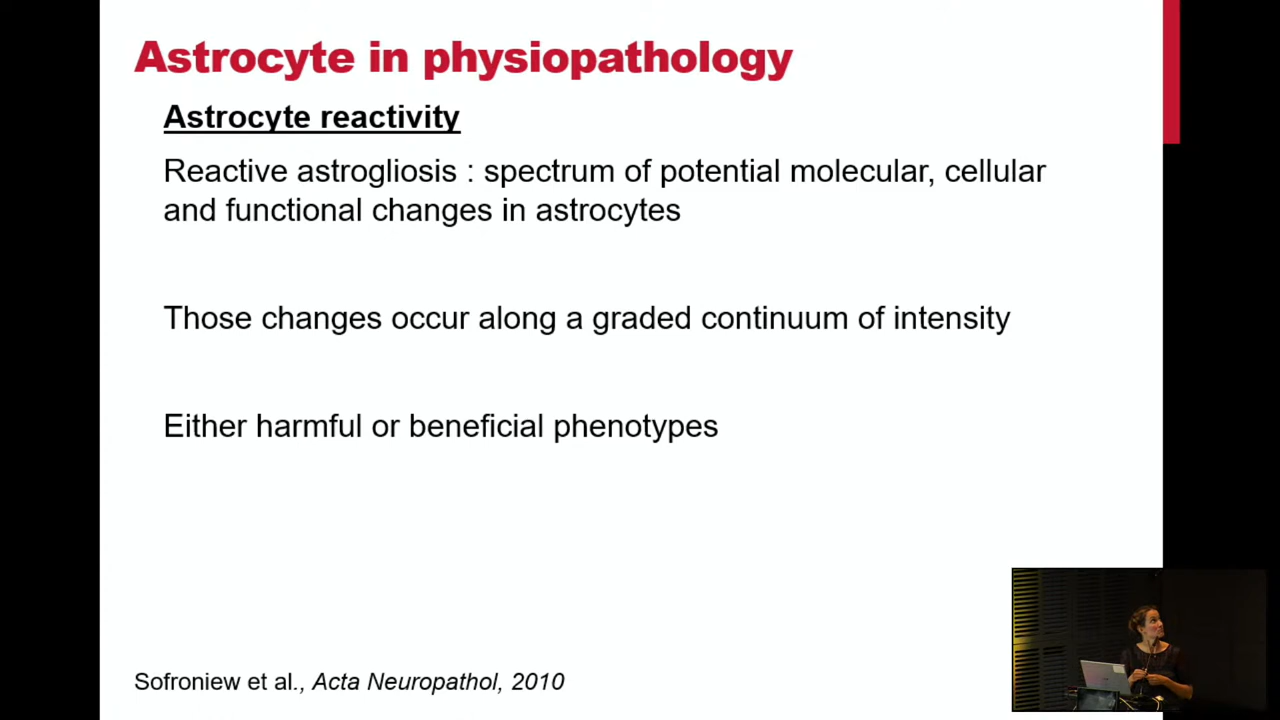 Astrocyte in physiopathology
Astrocyte reactivity
Reactive astrogliosis : spectrum of potential molecular, cellular
and functional changes in astrocytes
Those changes occur along a graded continuum of intensity
Either harmful or beneficial phenotypes
Sofroniew et al., Acta Neuropathol, 2010